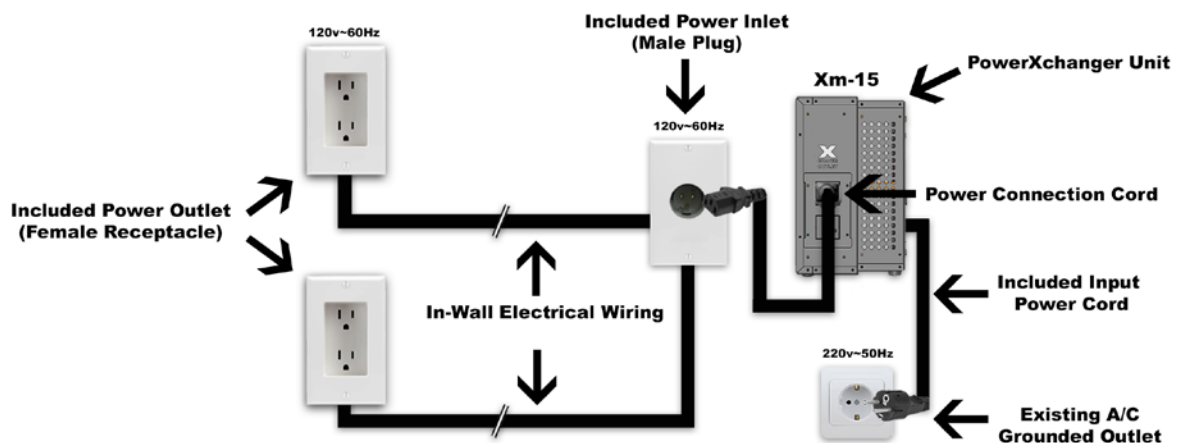 120v~60Hz
Included Power Inlet
(Male Plug)
120v~60Hz
Xm-15
PowerXchanger Unit
X
Power Connection Cord
Included Power Outlet
(Female Receptacle)
In-Wall Electrical Wiring
Included Input
Power Cord
220v~50Hz
Existing A/C
Grounded Outlet